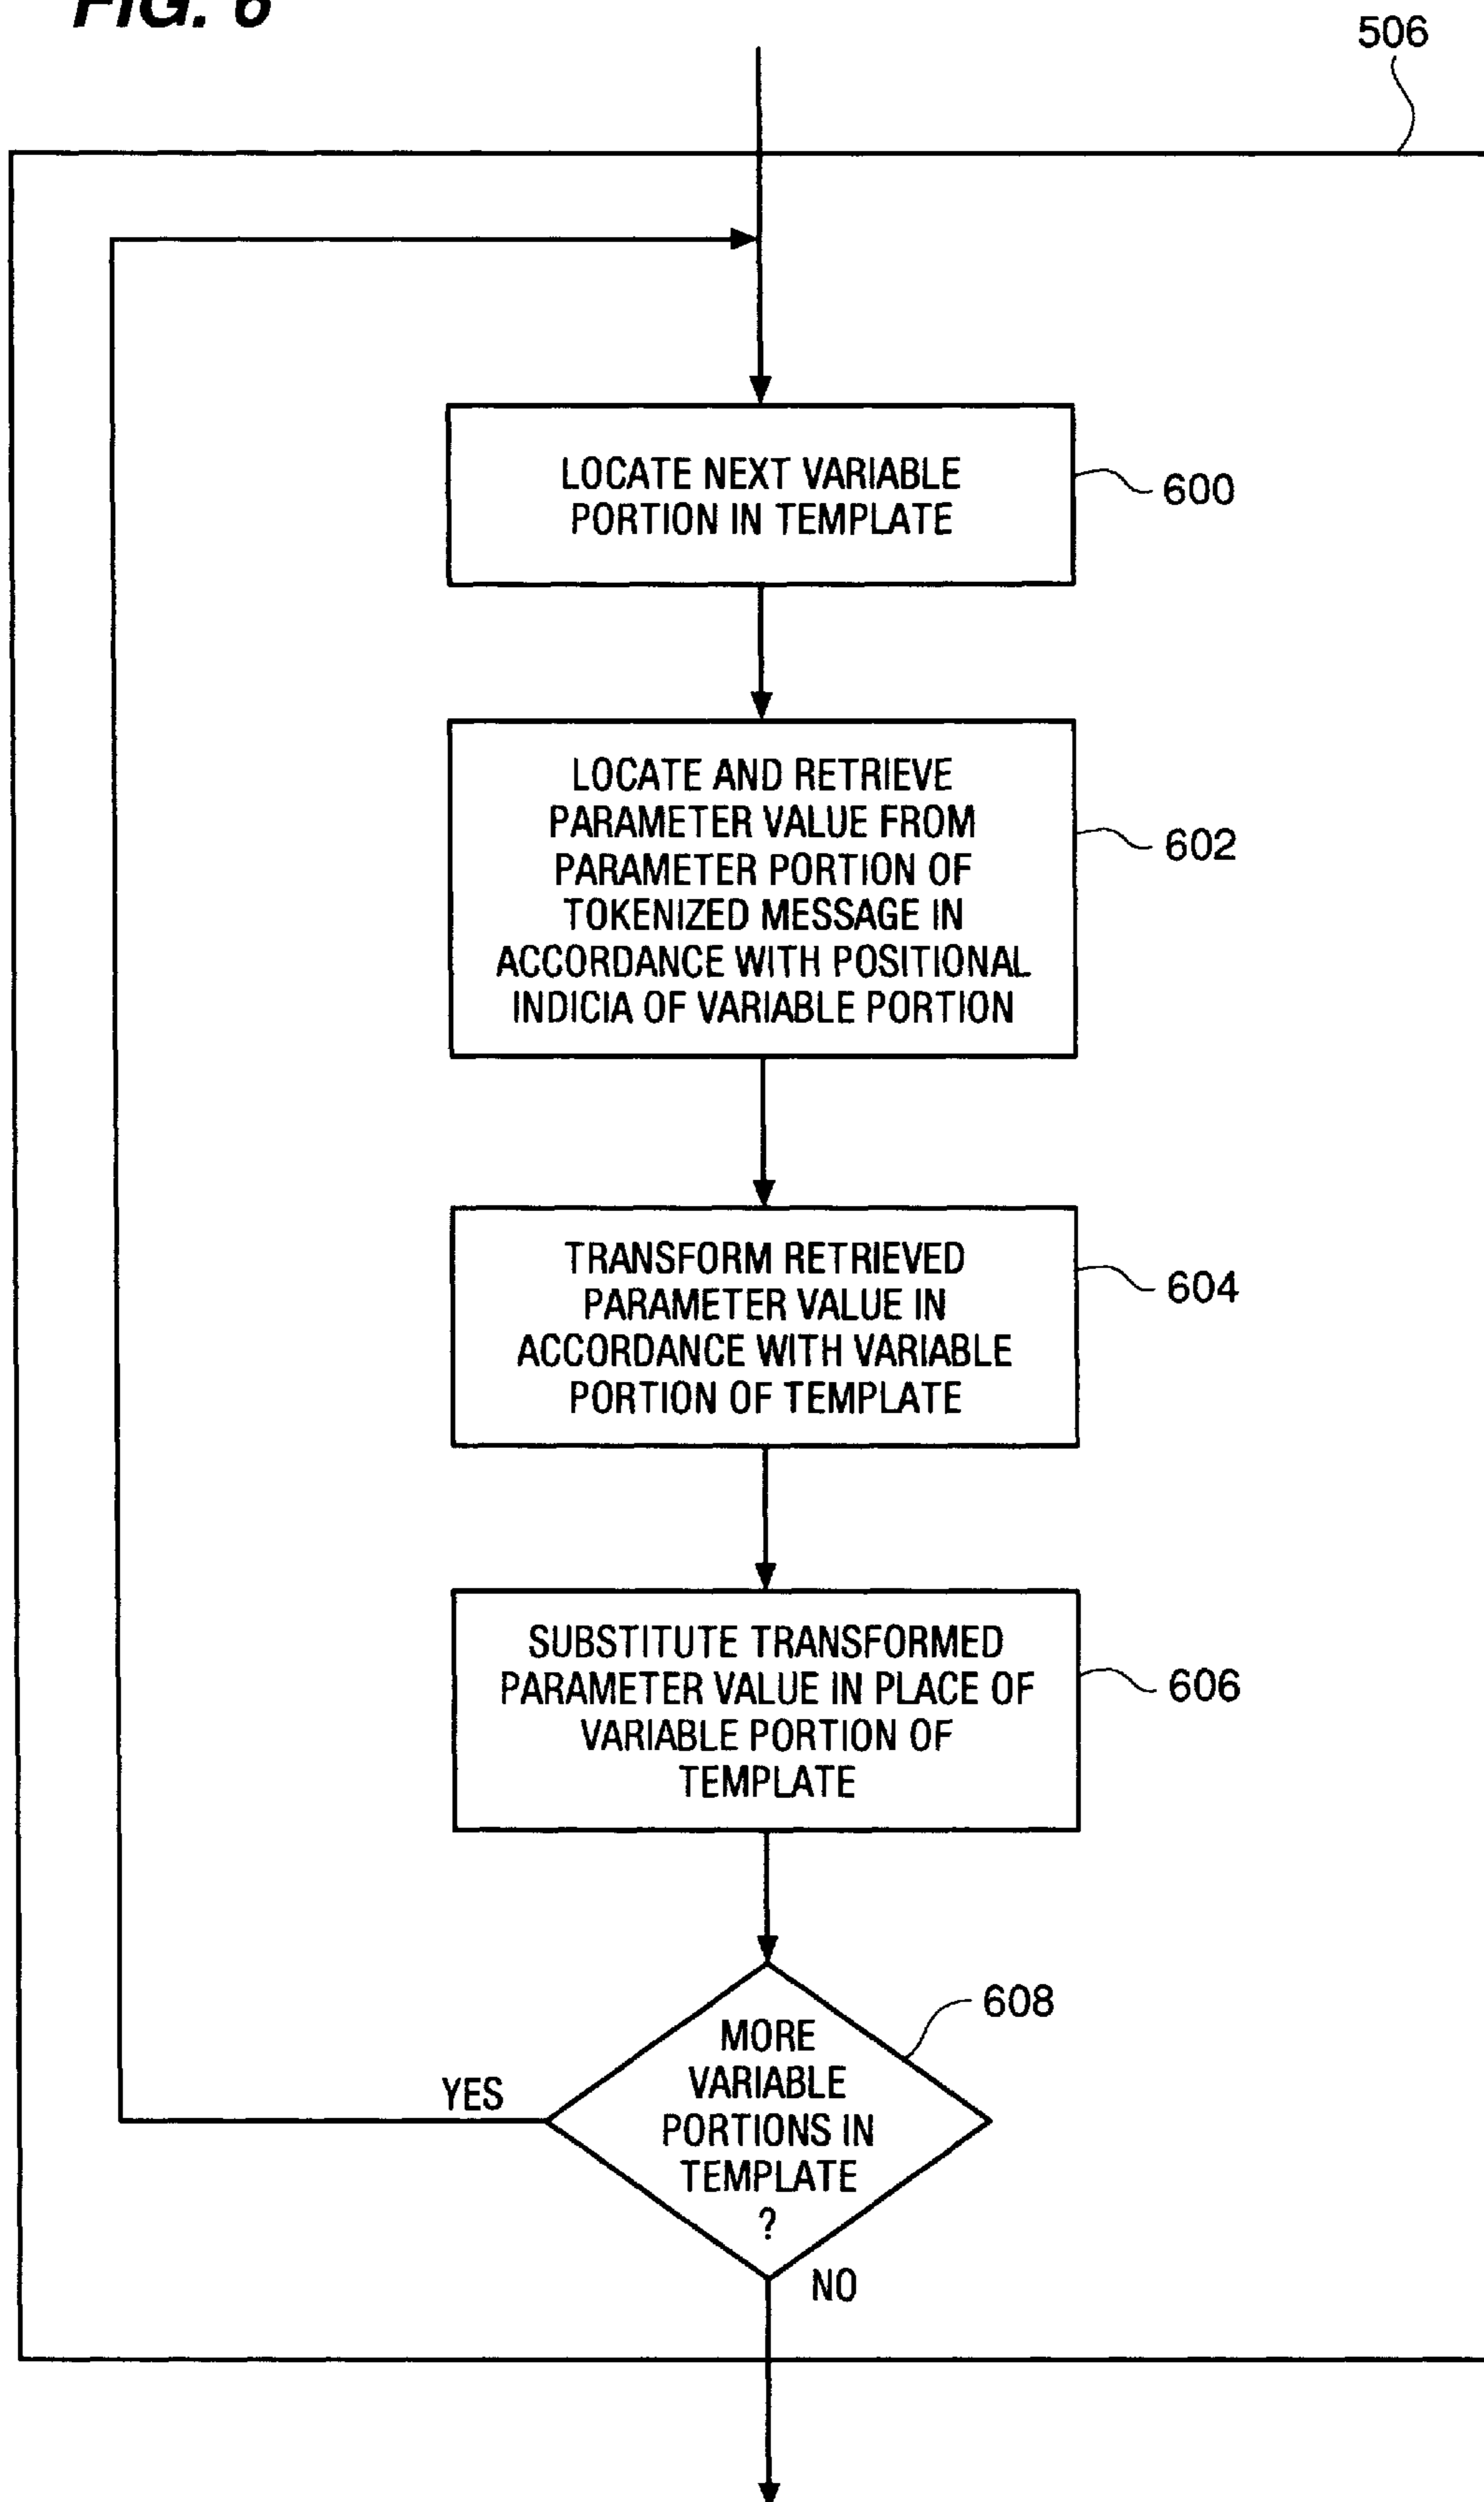 FIG. 6
506
LOCATE NEXT VARIABLE
PORTION IN TEMPLATE
600
LOCATE AND RETRIEVE
PARAMETER VALUE FROM
PARAMETER PORTION OF
TOKENIZED MESSAGE IN
ACCORDANCE WITH POSITIONAL
INDICIA OF VARIABLE PORTION
602
TRANSFORM RETRIEVED
PARAMETER VALUE IN
ACCORDANCE WITH VARIABLE
PORTION OF TEMPLATE
604
SUBSTITUTE TRANSFORMED
PARAMETER VALUE IN PLACE OF
VARIABLE PORTION OF
TEMPLATE
606
608
MORE
VARIABLE
PORTIONS IN
TEMPLATE
?
YES
NO